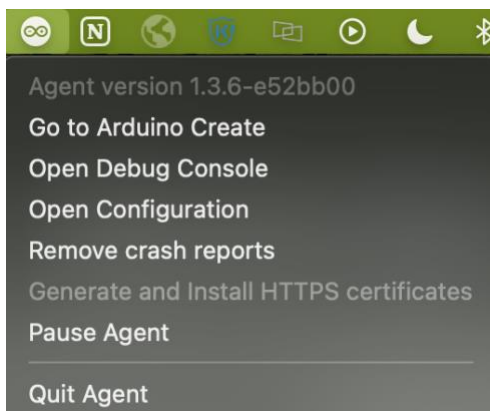 N
Agent version 1.3.6-e52bb00
Go to Arduino Create
Open Debug Console
Open Configuration
Remove crash reports
Generate and Install HTTPS certificates
Pause Agent
Quit Agent